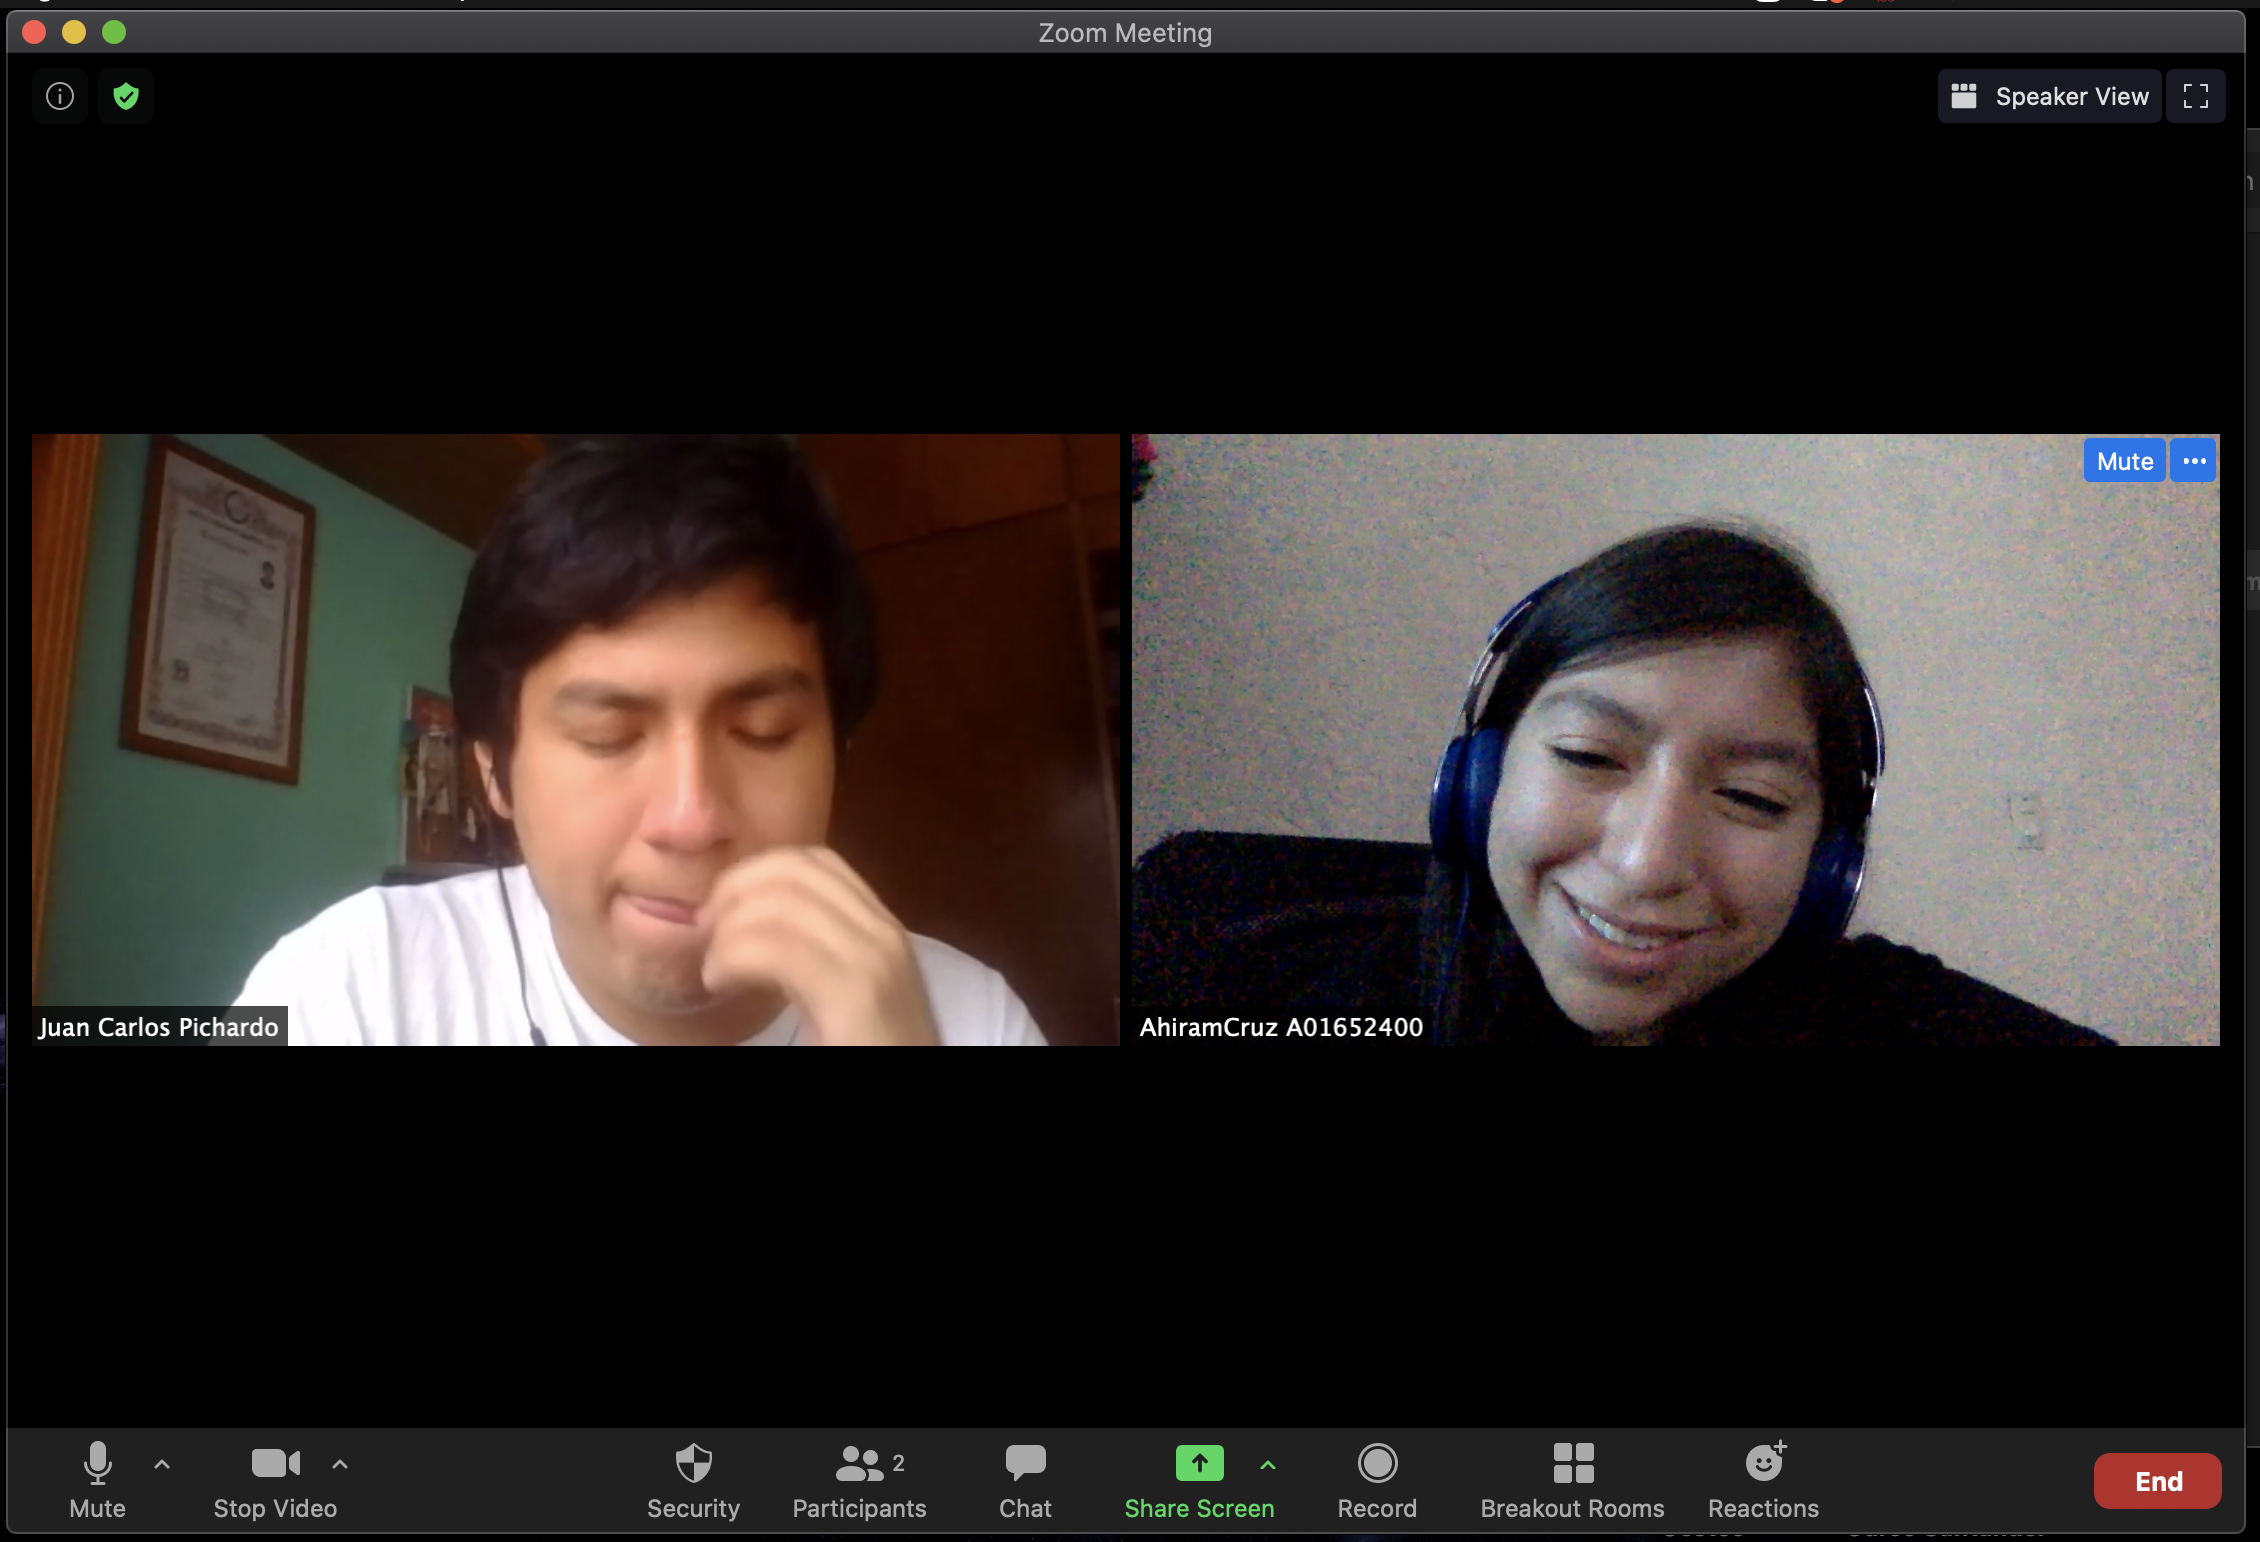 Zoom Meeting
Speaker View
Mute
Juan Carlos Pichardo
AhiramCruz A01652400
Mute
Stop Video
Security
Participants
2
Chat
Share Screen
Record
Breakout Rooms
Reactions
End